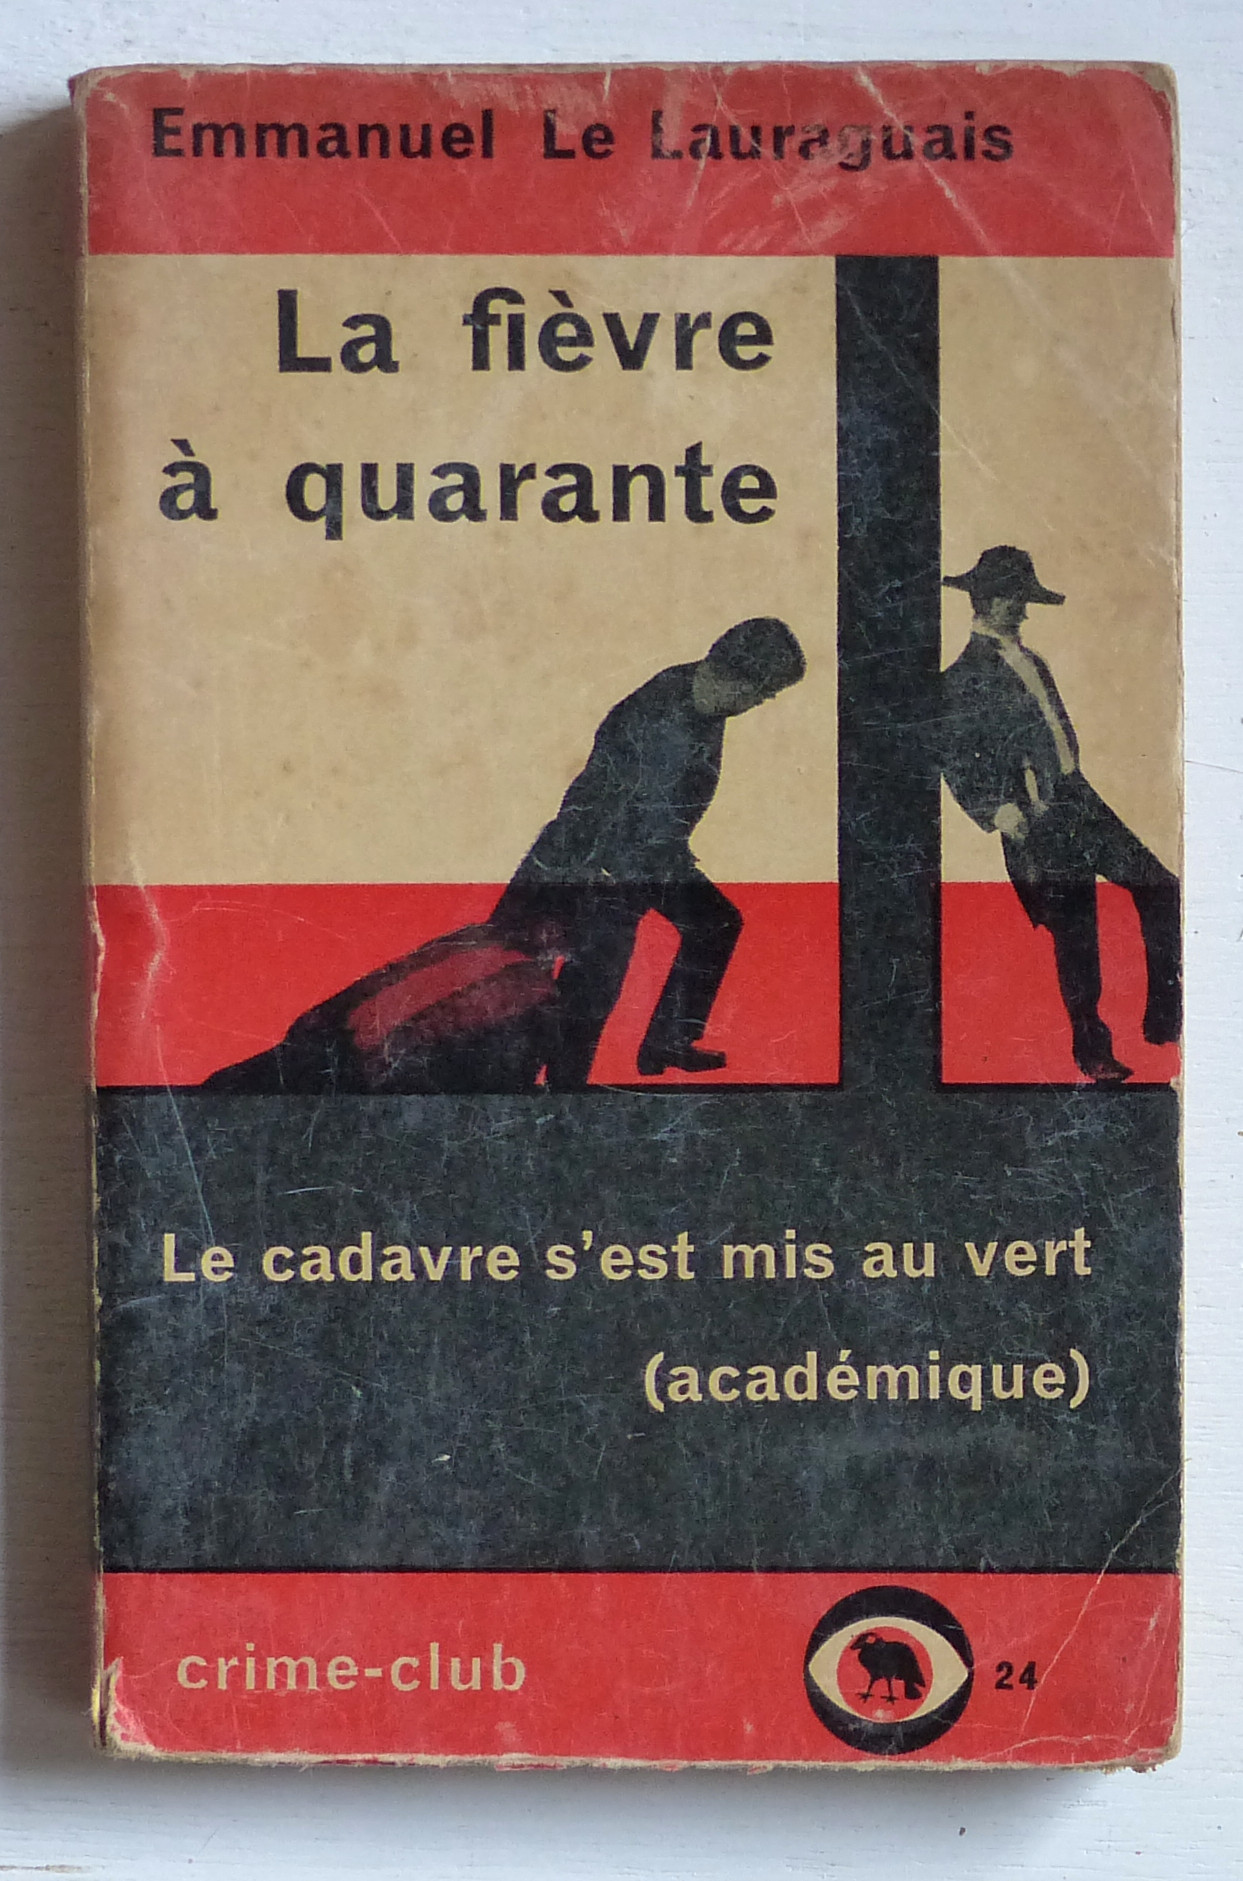 Emmanuel Le Lauraguais
La fièvre
à quarante
Le cadavre s'est mis au vert
(académique)
crime-club
24